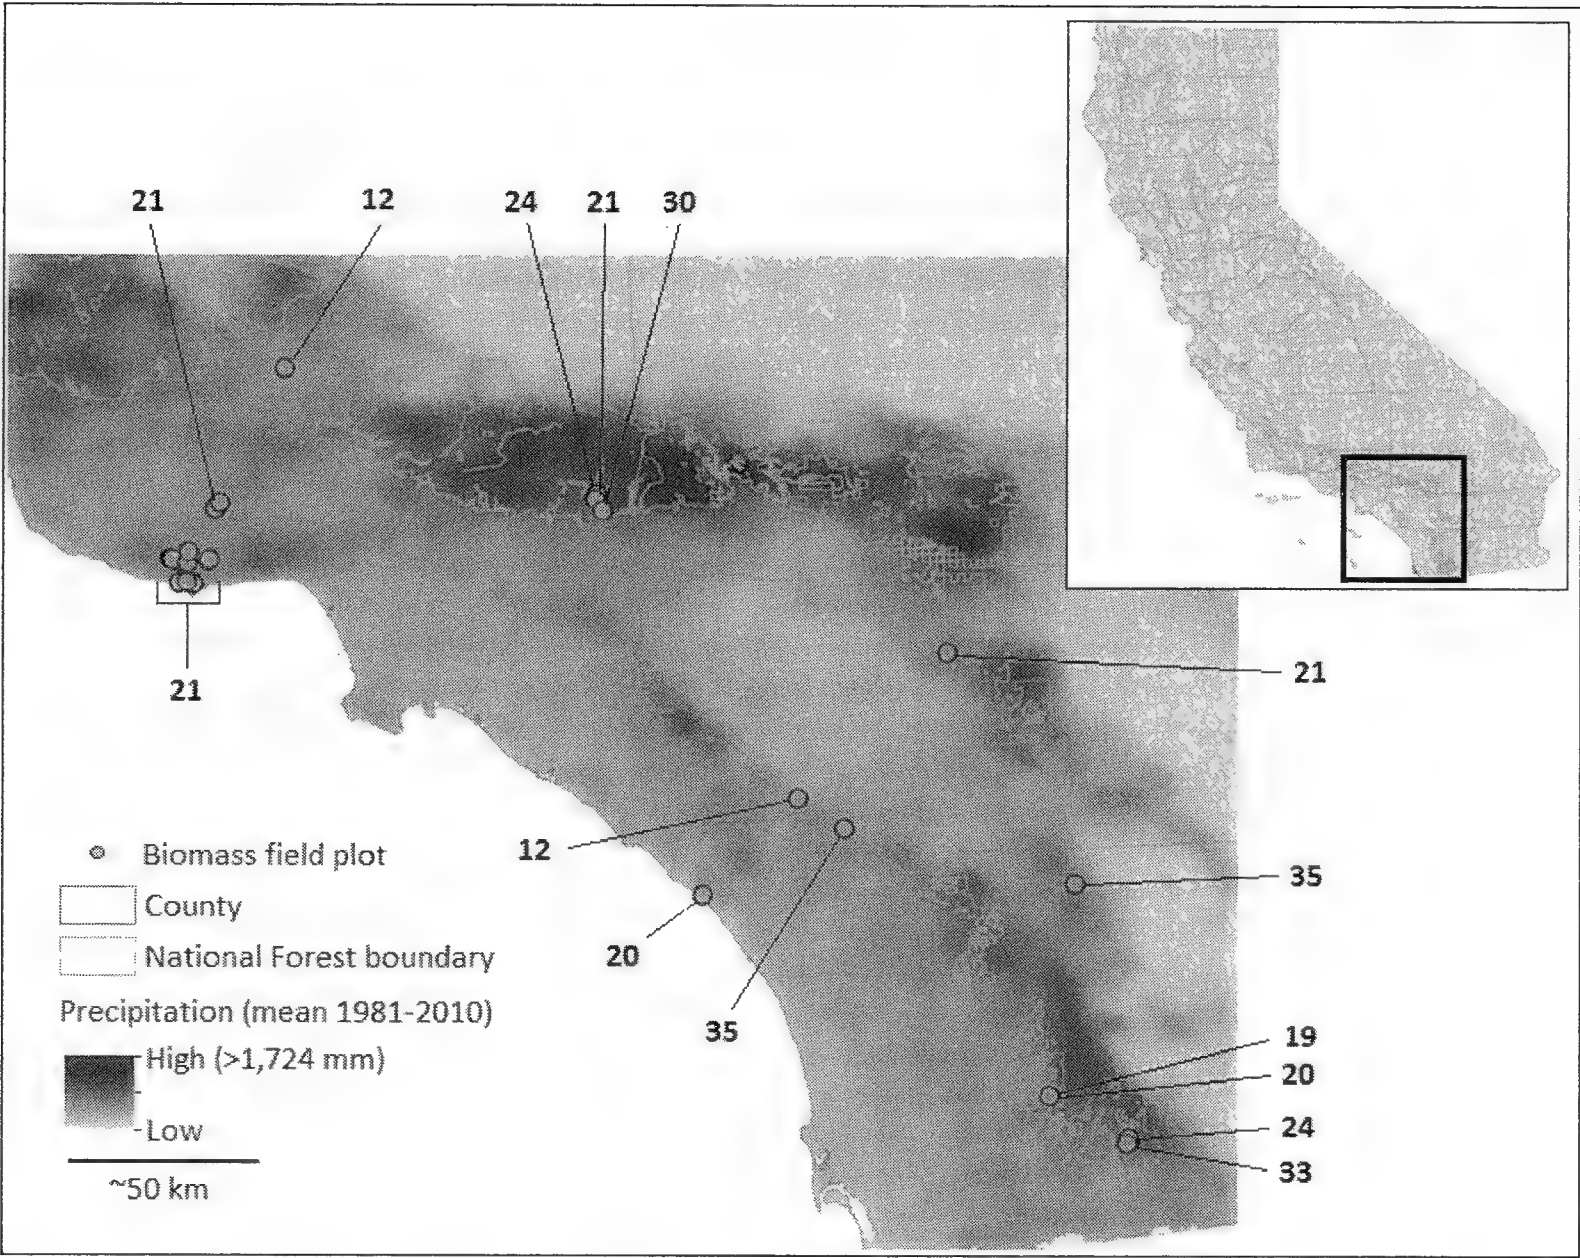 21 12 24 21 30
21
21
12
35
20
35
19
20
24
33
Biomass field plot
County
National Forest boundary
Precipitation (mean 1981-2010)
High (>1,724 mm)
Low
~50 km